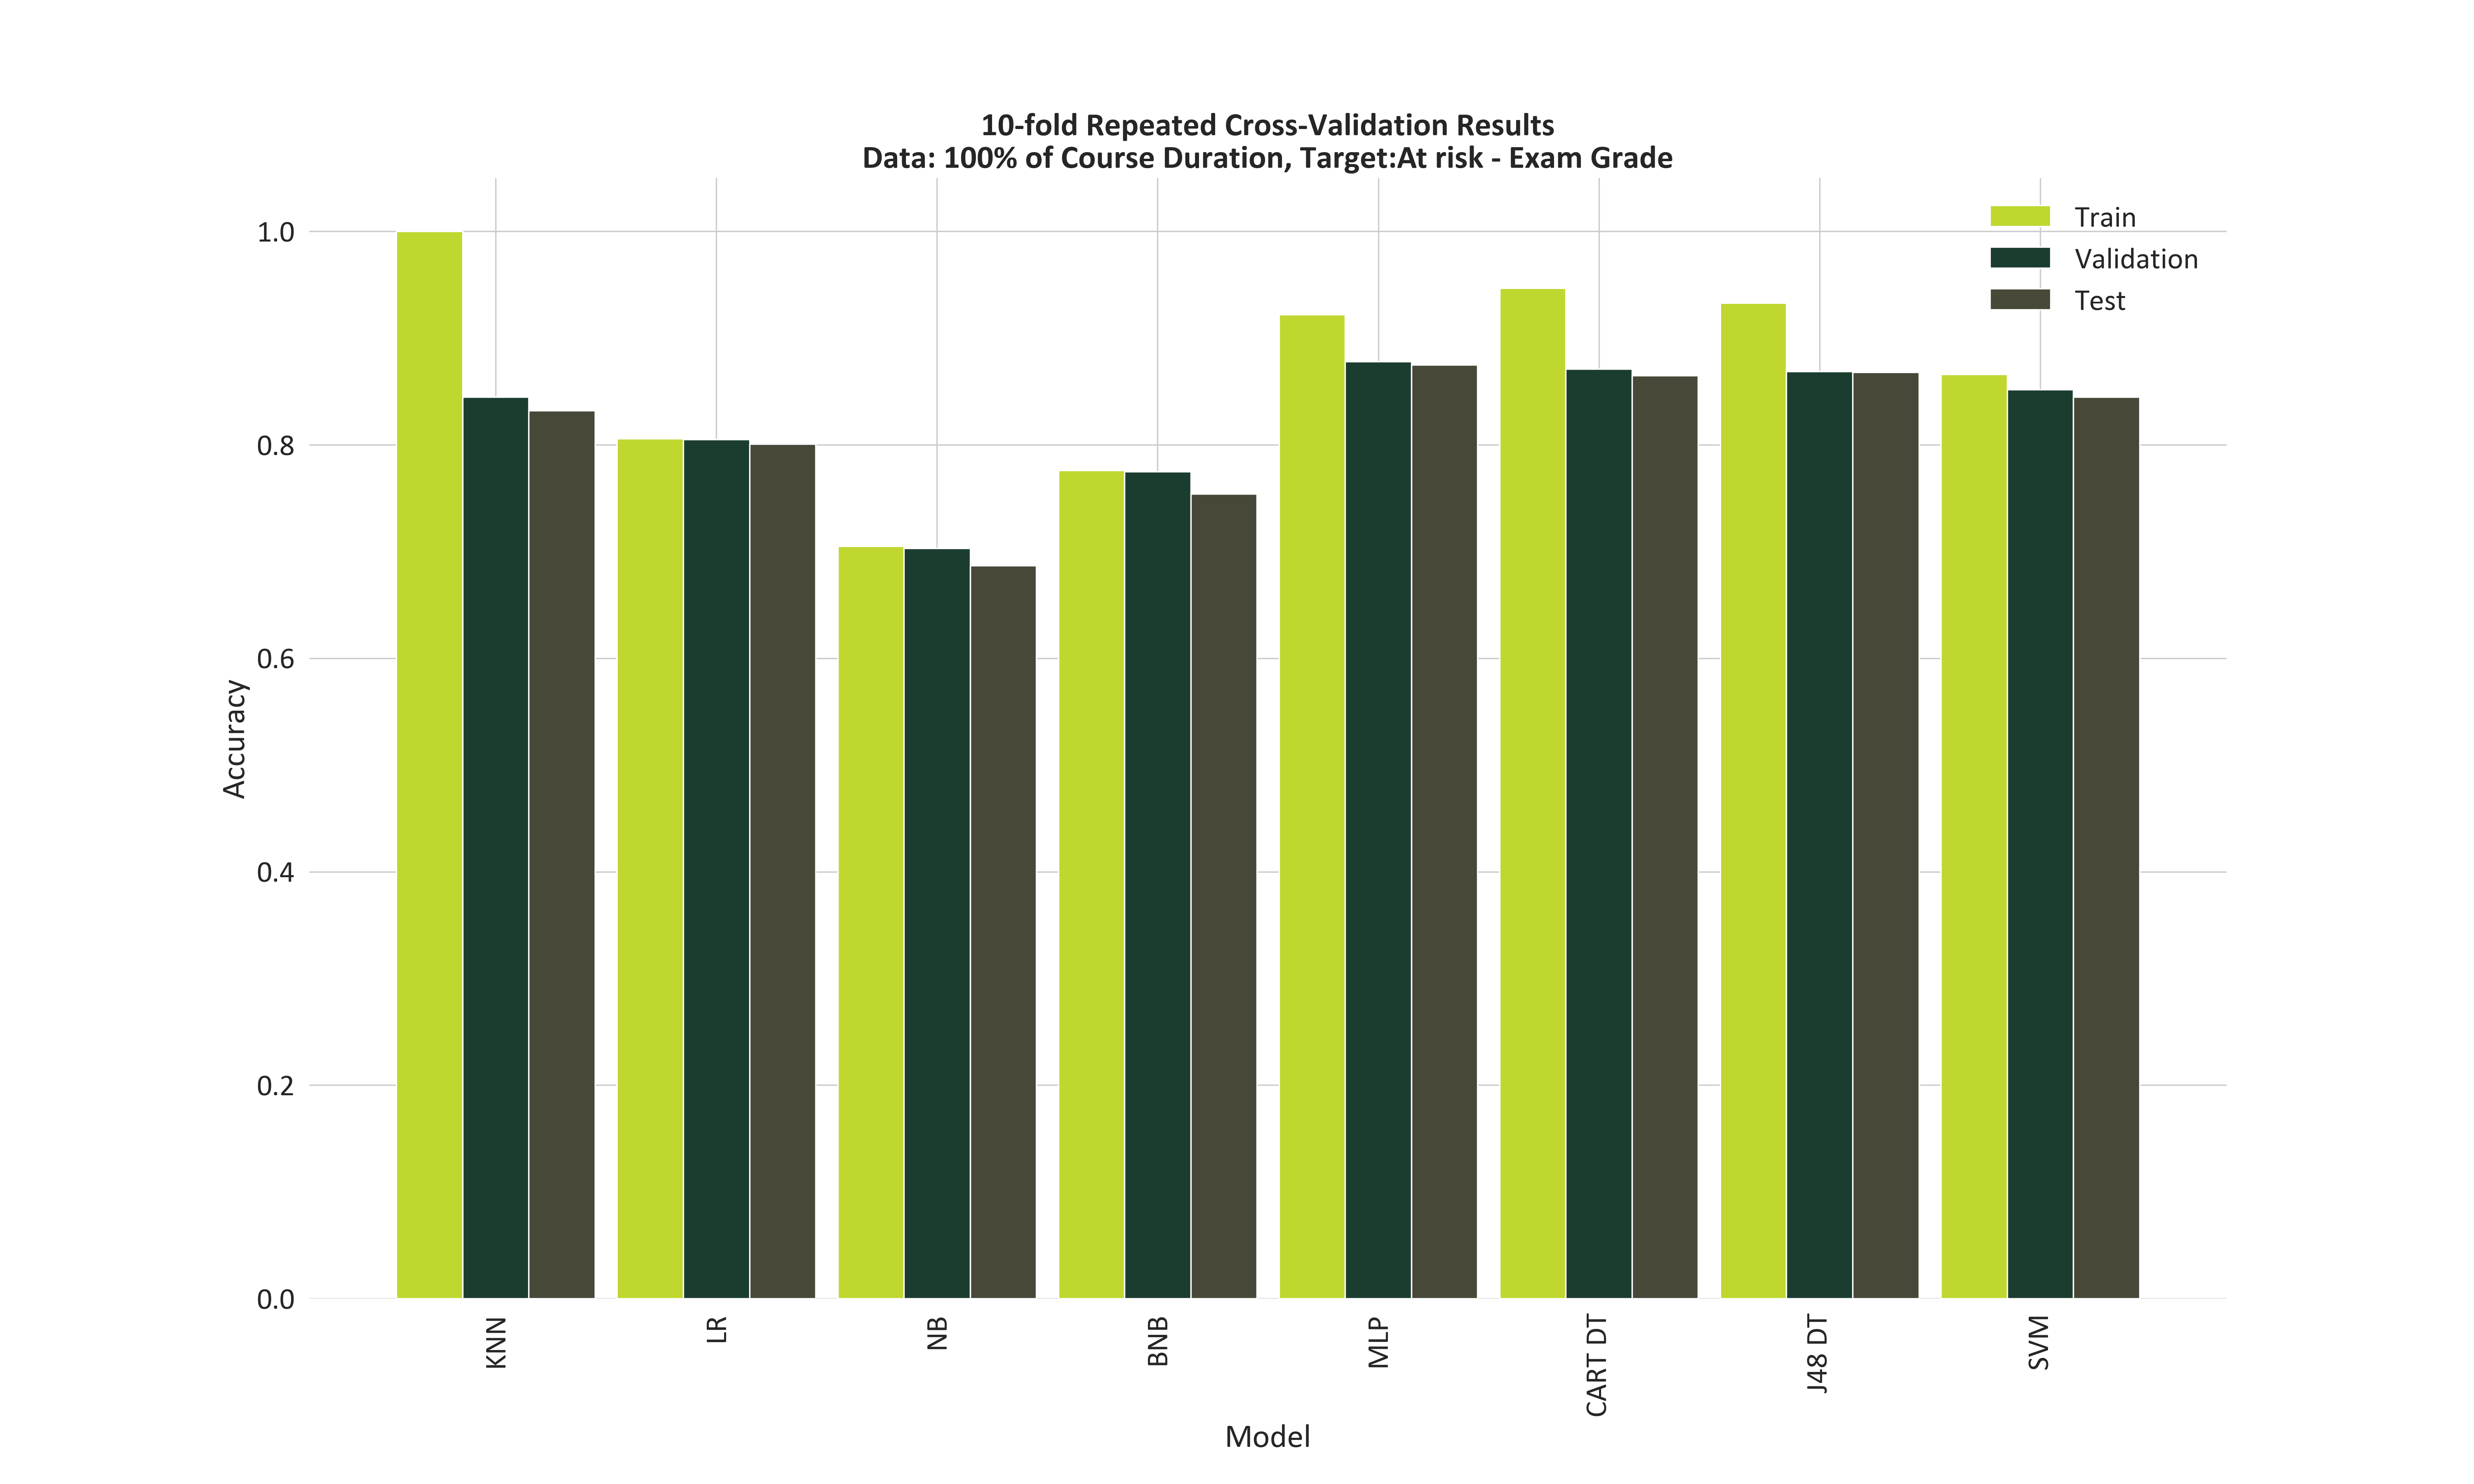 10-fold Repeated Cross-Validation Results
Data: 100% of Course Duration, Target:At risk - Exam Grade
Train
Validation
Test
1.0
0.8
0.6
0.4
0.2
0.0
Accuracy
KNN
LR
NB
BNB
MLP
CART DT
J48 DT
SVM
Model